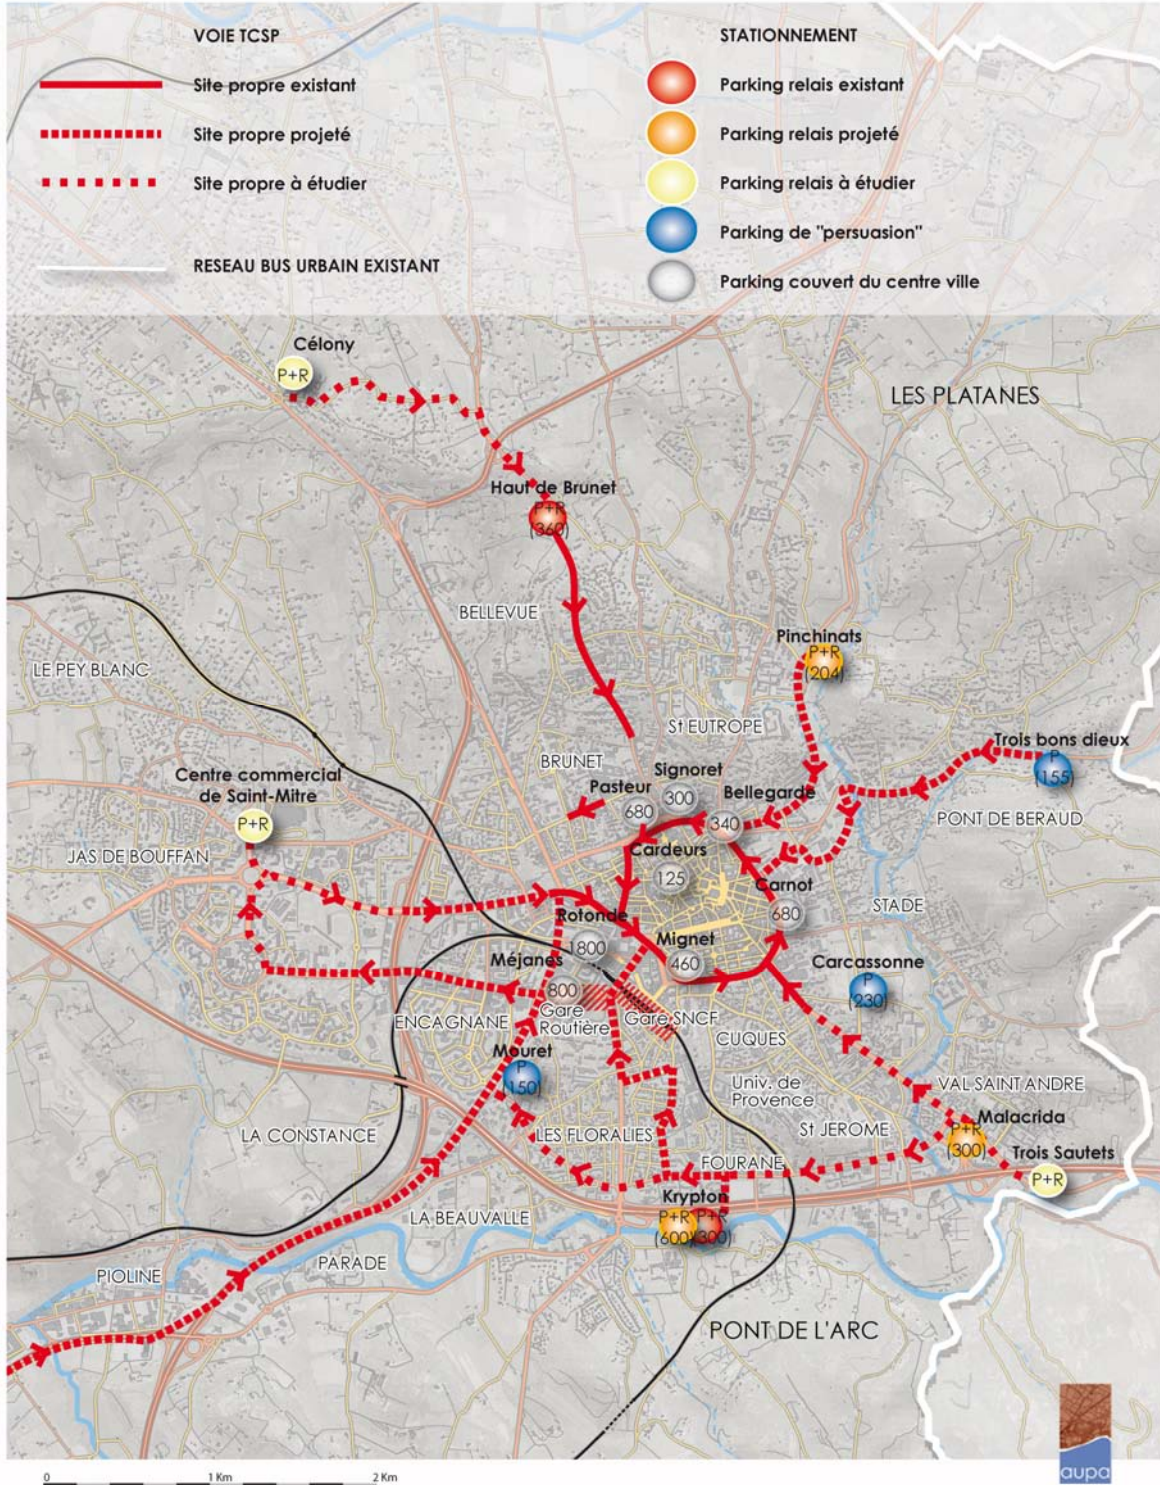 VOIE TCSP
Site propre existant
Site propre projeté
Site propre à étudier
RESEAU BUS URBAIN EXISTANT
STATIONNEMENT
Parking relais existant
Parking relais projeté
Parking relais à étudier
Parking de "persuasion"
Parking couvert du centre ville
Célony
P+R
LES PLATANES
Haut de Brunet
P+R
(360)
BELLEVUE
Pinchinats
P+R
(204)
LE PEY BLANC
St EUTROPE
Trois bons dieux
P
(155)
BRUNET
Signoret
300
Centre commercial
de Saint-Mitre
P+R
Pasteur
680
Bellegarde
340
PONT DE BERAUD
JAS DE BOUFFAN
Cardeurs
125
Carnot
680
STADE
Rotonde
1800
Mignet
460
Méjanes
800
Carcassonne
P
(230)
ENCAGNANE
Gare
Routière
Gare SNCF
CUQUES
Mouret
P
(150)
Univ. de
Provence
VAL SAINT ANDRE
LA CONSTANCE
LES FLORALIES
St JEROME
Malacrida
P+R
(300)
Trois Sautets
P+R
FOURANE
Krypton
P+R
(600)
P+R
(300)
LA BEAUVALLE
PARADE
PIOLINE
PONT DE L'ARC
aupa
0
1 Km
2 Km